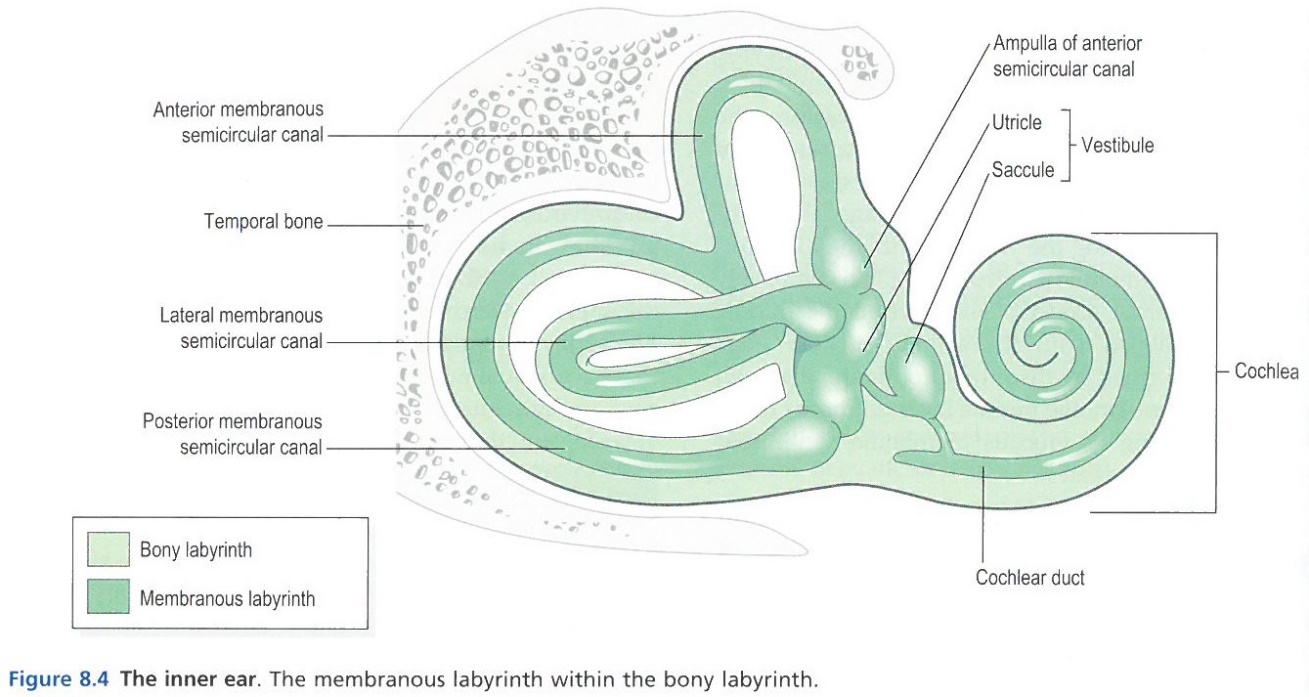 Ampulla of anterior
semicircular canal
Anterior membranous
semicircular canal
Utricle
Vestibule
Saccule
Temporal bone
Lateral membranous
semicircular canal
Cochlea
Posterior membranous
semicircular canal
Bony labyrinth
Cochlear duct
Membranous labyrinth
Figure 8.4 The inner ear. The membranous labyrinth within the bony labyrinth.